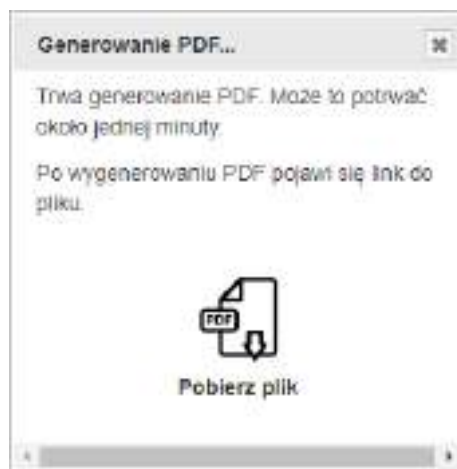 Generowanie PDF...
Trwa generowanie PDF. Może to potrwać
około jednej minuty.
Po wygenerowaniu PDF pojawi się link do
pliku.
PDF
Pobierz plik